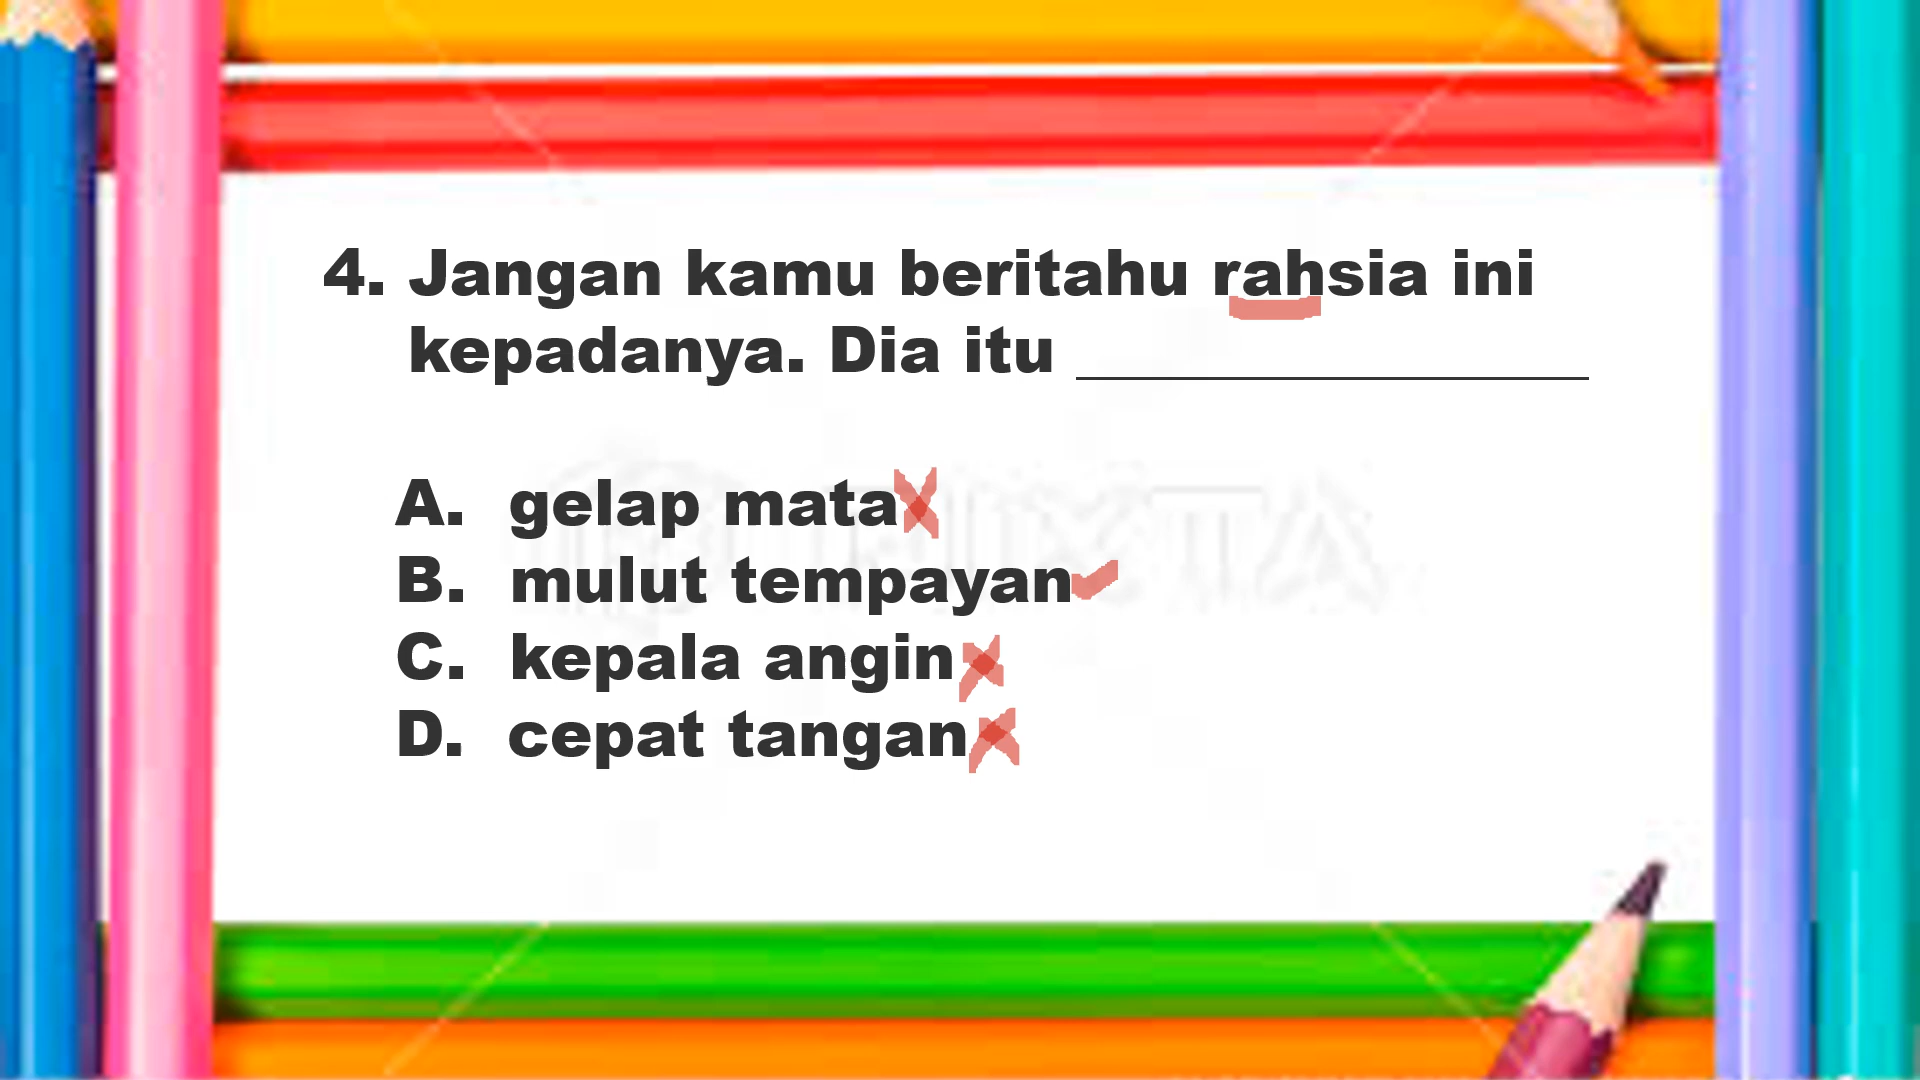 4. Jangan kamu beritahu rahsia ini
kepadanya. Dia itu ________________
A. gelap mata
B. mulut tempayan
C. kepala angin
D. cepat tangan